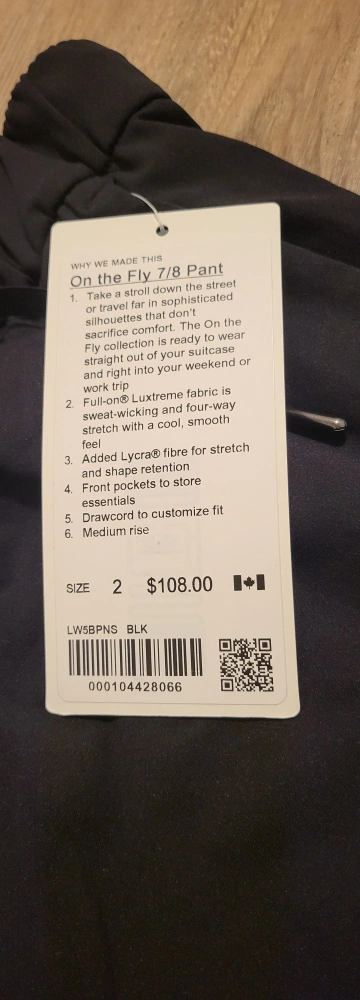 WHY WE MADE THIS
On the Fly 7/8 Pant
1. Take a stroll down the street
or travel far in sophisticated
silhouettes that don't
sacrifice comfort. The On the
Fly collection is ready to wear
straight out of your suitcase
and right into your weekend or
work trip
2. Full-on® Luxtreme fabric is
sweat-wicking and four-way
stretch with a cool, smooth
feel
3. Added Lycra® fibre for stretch
and shape retention
4. Front pockets to store
essentials
5. Drawcord to customize fit
6. Medium rise
SIZE 2 $108.00
LW5BPNS BLK
000104428066